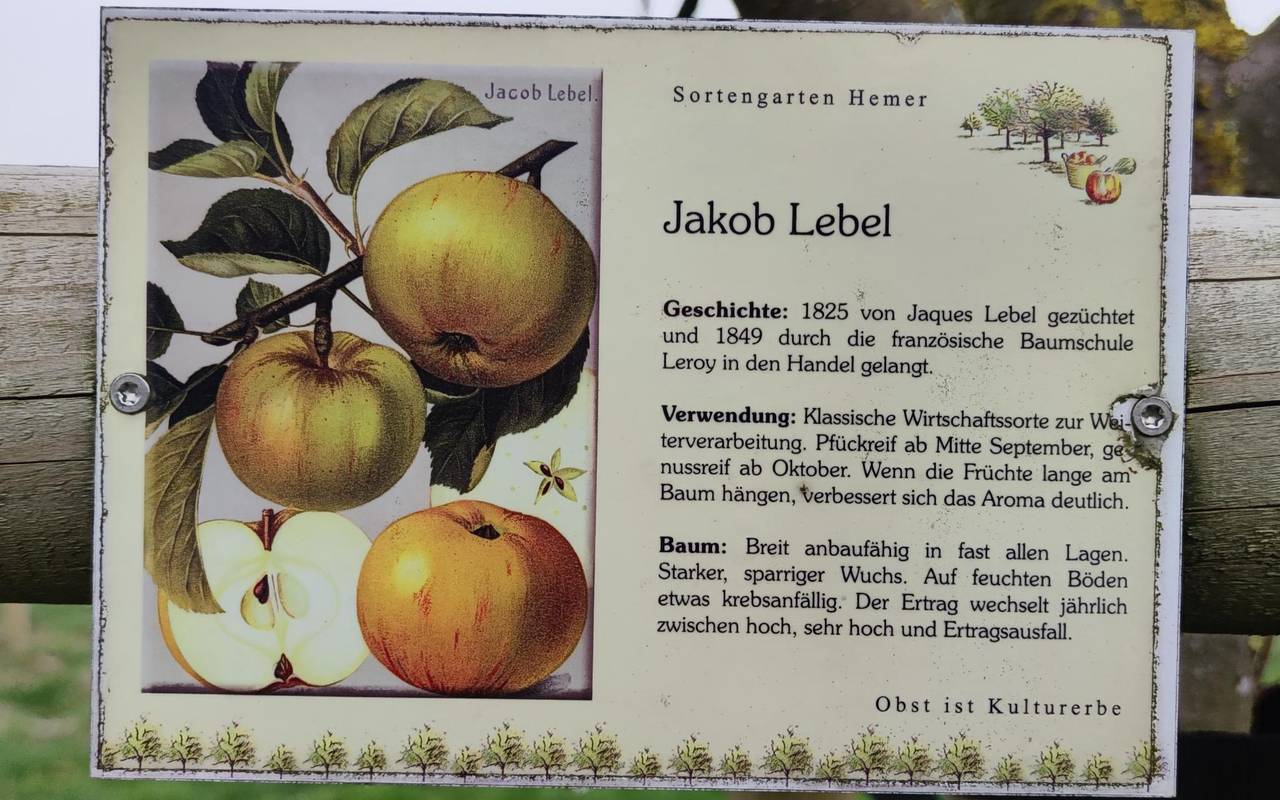 Jacob Lebel.
Sortengarten Hemer
Jakob Lebel
Geschichte: 1825 von Jaques Lebel gezüchtet
und 1849 durch die französische Baumschule
Leroy in den Handel gelangt.
Verwendung: Klassische Wirtschaftssorte zur Wei-
terverarbeitung. Pfückreif ab Mitte September, ge-
nussreif ab Oktober. Wenn die Früchte lange am
Baum hängen, verbessert sich das Aroma deutlich.
Baum: Breit anbaufähig in fast allen Lagen.
Starker, sparriger Wuchs. Auf feuchten Böden
etwas krebsanfällig. Der Ertrag wechselt jährlich
zwischen hoch, sehr hoch und Ertragsausfall.
Obst ist Kulturerbe